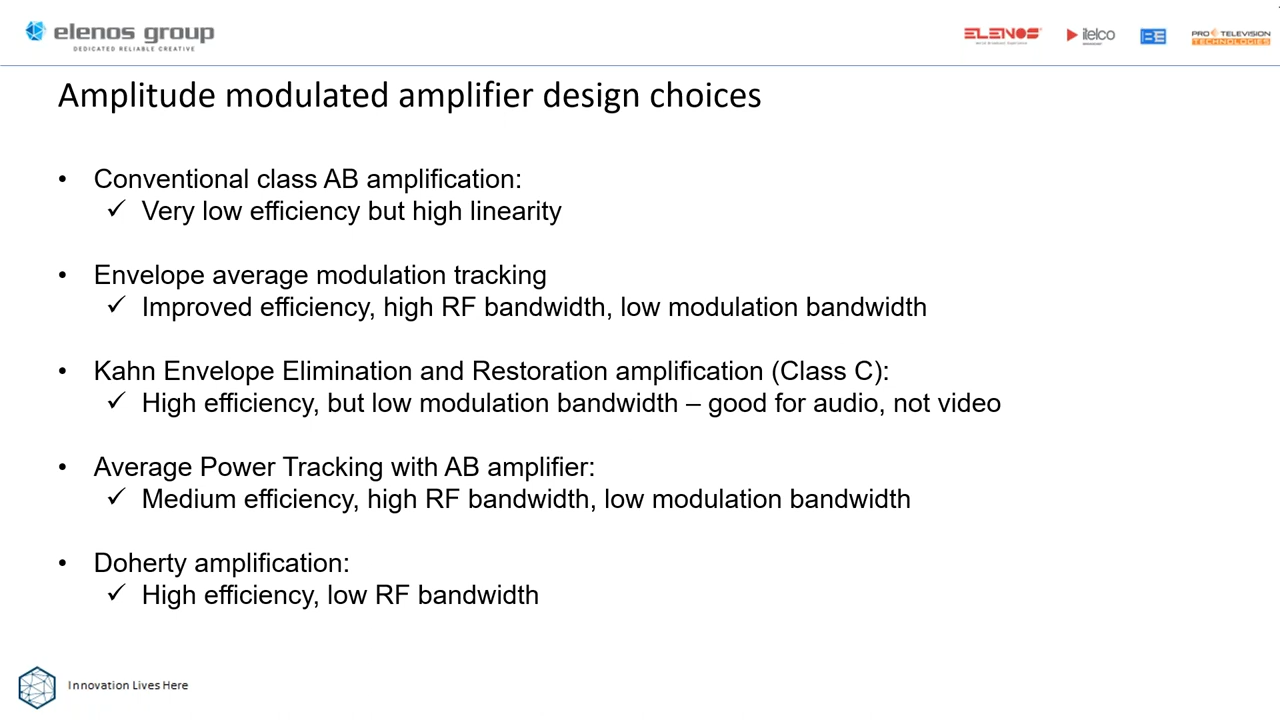 elenos group
DEDICATED RELIABLE CREATIVE
ELENOS
itelco
BE
PRO TELEVISION
TECHNOLOGIES
Amplitude modulated amplifier design choices
• Conventional class AB amplification:
✓ Very low efficiency but high linearity
• Envelope average modulation tracking
✓ Improved efficiency, high RF bandwidth, low modulation bandwidth
• Kahn Envelope Elimination and Restoration amplification (Class C):
✓ High efficiency, but low modulation bandwidth – good for audio, not video
• Average Power Tracking with AB amplifier:
✓ Medium efficiency, high RF bandwidth, low modulation bandwidth
• Doherty amplification:
✓ High efficiency, low RF bandwidth
Innovation Lives Here